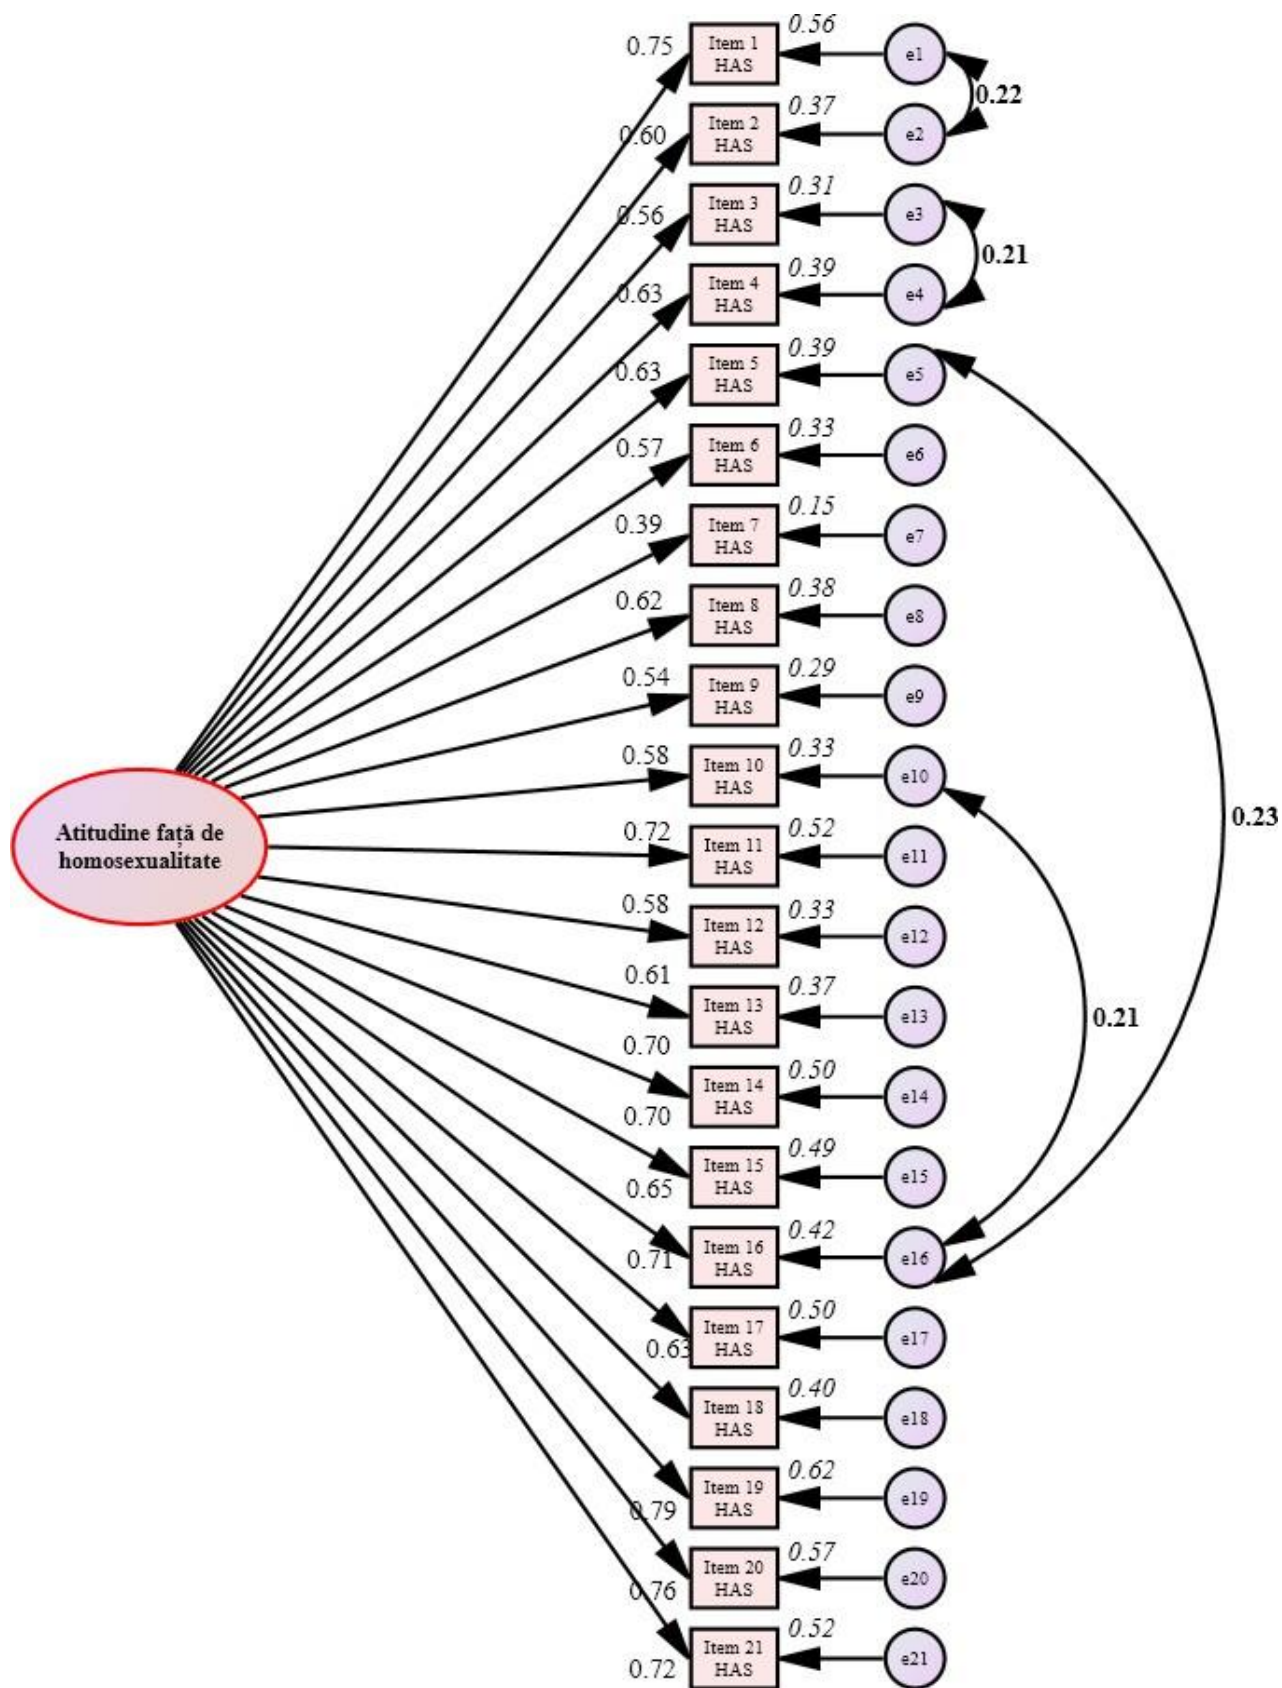 0.56
0.75
Item 1
HAS
e1
0.22
0.37
0.60
Item 2
HAS
e2
0.31
0.56
Item 3
HAS
e3
0.21
0.39
0.63
Item 4
HAS
e4
0.39
0.63
Item 5
HAS
e5
0.33
0.57
Item 6
HAS
e6
0.15
0.39
Item 7
HAS
e7
0.38
0.62
Item 8
HAS
e8
0.29
0.54
Item 9
HAS
e9
0.33
0.58
Item 10
HAS
e10
0.23
Atitudine față de
homosexualitate
0.52
0.72
Item 11
HAS
e11
0.33
0.58
Item 12
HAS
e12
0.37
0.61
Item 13
HAS
e13
0.21
0.50
0.70
Item 14
HAS
e14
0.49
0.70
Item 15
HAS
e15
0.42
0.65
Item 16
HAS
e16
0.50
0.71
Item 17
HAS
e17
0.40
0.63
Item 18
HAS
e18
0.62
0.79
Item 19
HAS
e19
0.57
0.76
Item 20
HAS
e20
0.52
0.72
Item 21
HAS
e21